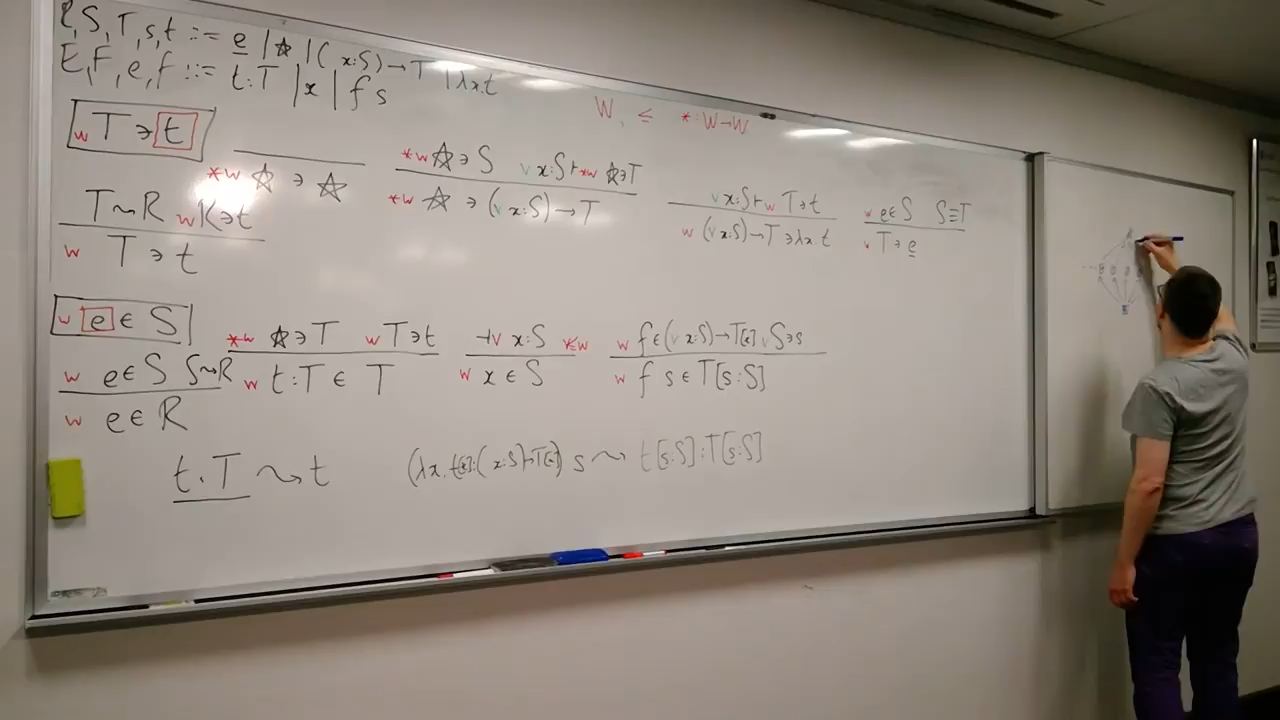 R,S,T,s,t ::= e | ☆ | (x:S)→T | λx.t
E,F,e,f ::= t:T | x | f s
W, ≤ *:W→W
w T ∋ t
*w ☆ ∋ ☆
*w ☆ ∋ S v x:S ⊢ *w ☆ ∋ T
*w ☆ ∋ (v x:S)→T
v x:S ⊢ w T ∋ t
w (v x:S)→T ∋ λx.t
w e ∈ S S ≡ T
w T ∋ e
T ⤳ R w R ∋ t
w T ∋ t
w e ∈ S
*w ☆ ∋ T w T ∋ t
w t:T ∈ T
⊣ v x:S v≤w
w x ∈ S
w f ∈ (v x:S)→T[x] v S ∋ s
w f s ∈ T[s:S]
w e ∈ S S ⤳ R
w e ∈ R
t:T ⤳ t
(λx.t[x]:(x:S)→T[x]) s ⤳ t[s:S]:T[s:S]